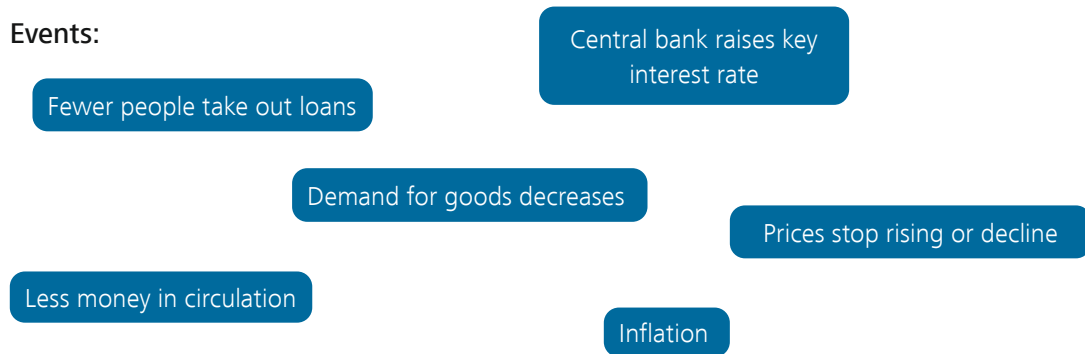 Events:
Central bank raises key
interest rate
Fewer people take out loans
Demand for goods decreases
Prices stop rising or decline
Less money in circulation
Inflation